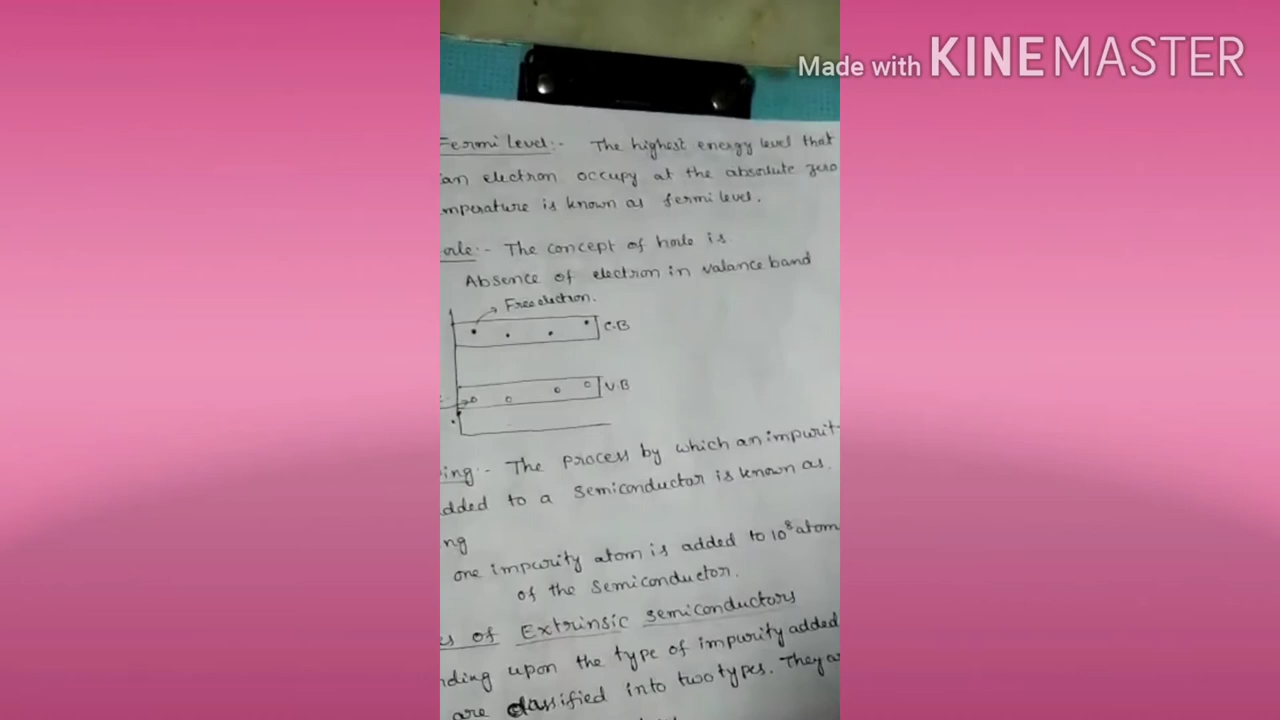 Made with KINEMASTER
Fermi level:- The highest energy level that
an electron occupy at the absolute zero
mperature is known as fermi level.
ole:- The concept of hole is
Absence of electron in valance band
Free electron.
C.B
V.B
ing:- The process by which an impurit
dded to a semiconductor is known as
ng
one impurity atom is added to 10⁸ atom
of the semiconductor.
s of Extrinsic semiconductors
nding upon the type of impurity added
are classified into two types. They ar